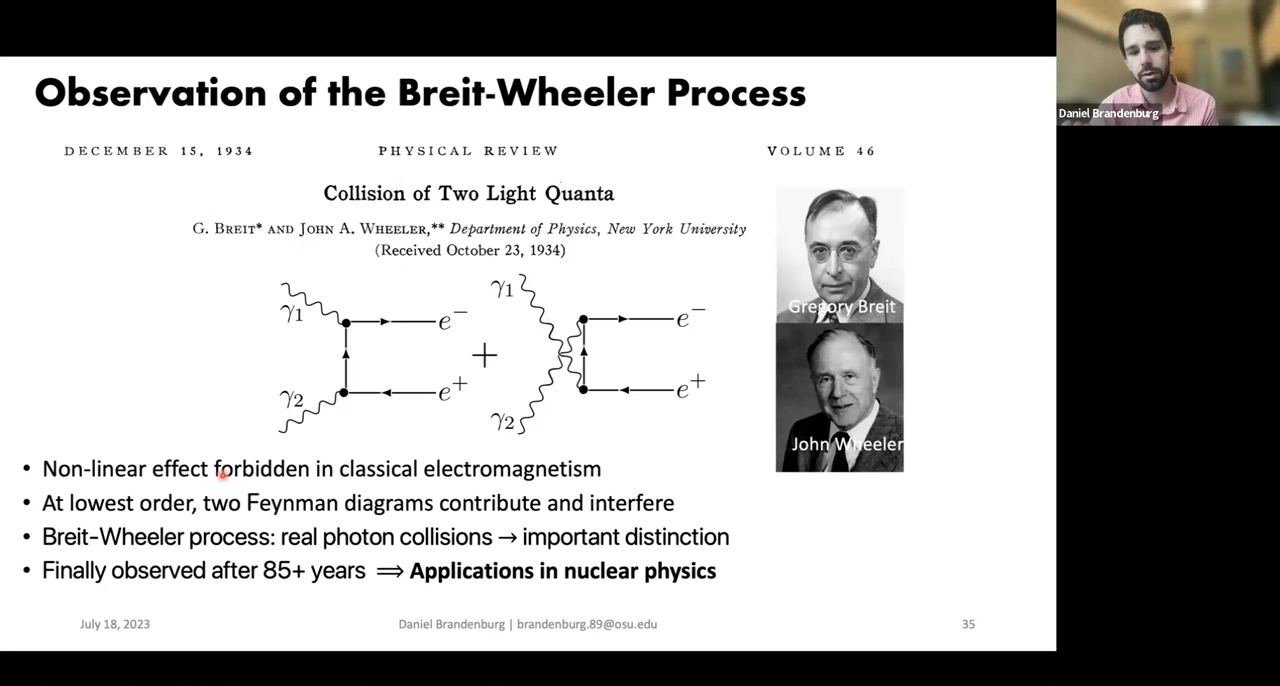 Observation of the Breit-Wheeler Process
Daniel Brandenburg
DECEMBER 15, 1934 PHYSICAL REVIEW VOLUME 46
Collision of Two Light Quanta
G. BREIT* AND JOHN A. WHEELER,** Department of Physics, New York University
(Received October 23, 1934)
γ1 e⁻ γ2 e⁺
+
γ1 e⁻ γ2 e⁺
Gregory Breit
John Wheeler
• Non-linear effect forbidden in classical electromagnetism
• At lowest order, two Feynman diagrams contribute and interfere
• Breit-Wheeler process: real photon collisions → important distinction
• Finally observed after 85+ years ⟹ Applications in nuclear physics
July 18, 2023 Daniel Brandenburg | brandenburg.89@osu.edu 35